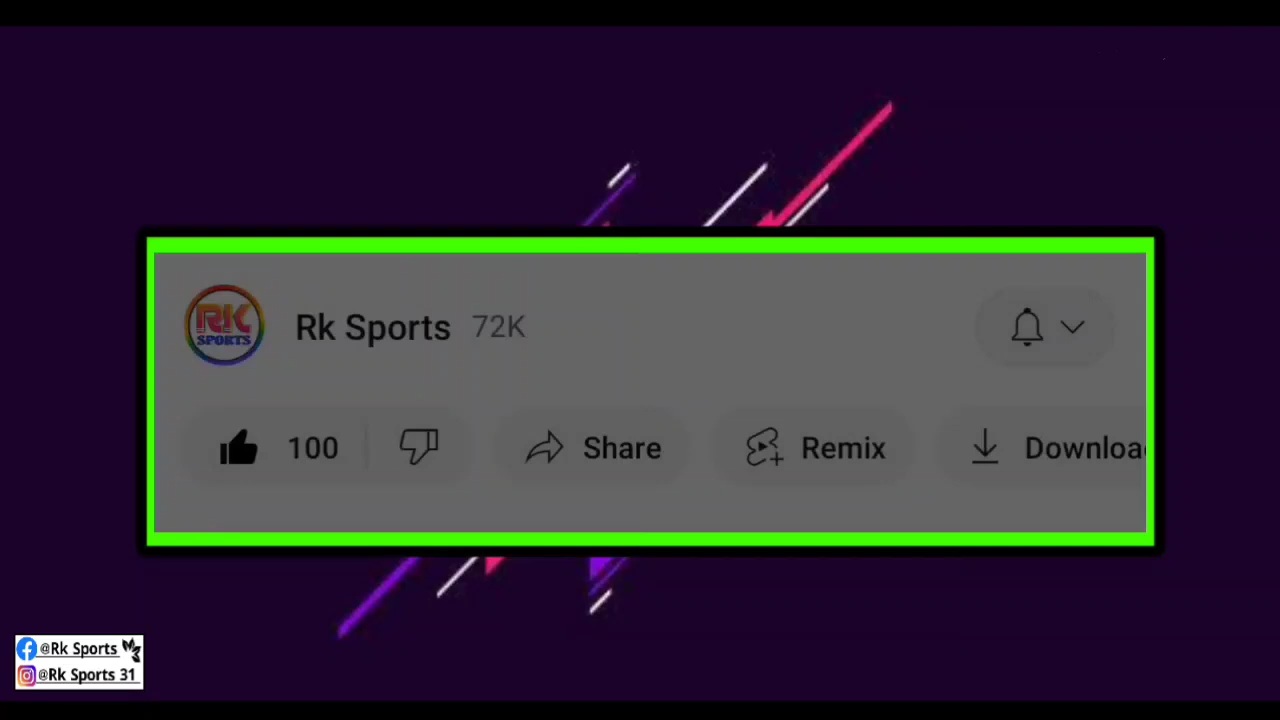 RK
SPORTS
Rk Sports 72K
100 Share Remix Downloa
@Rk Sports
@Rk Sports 31